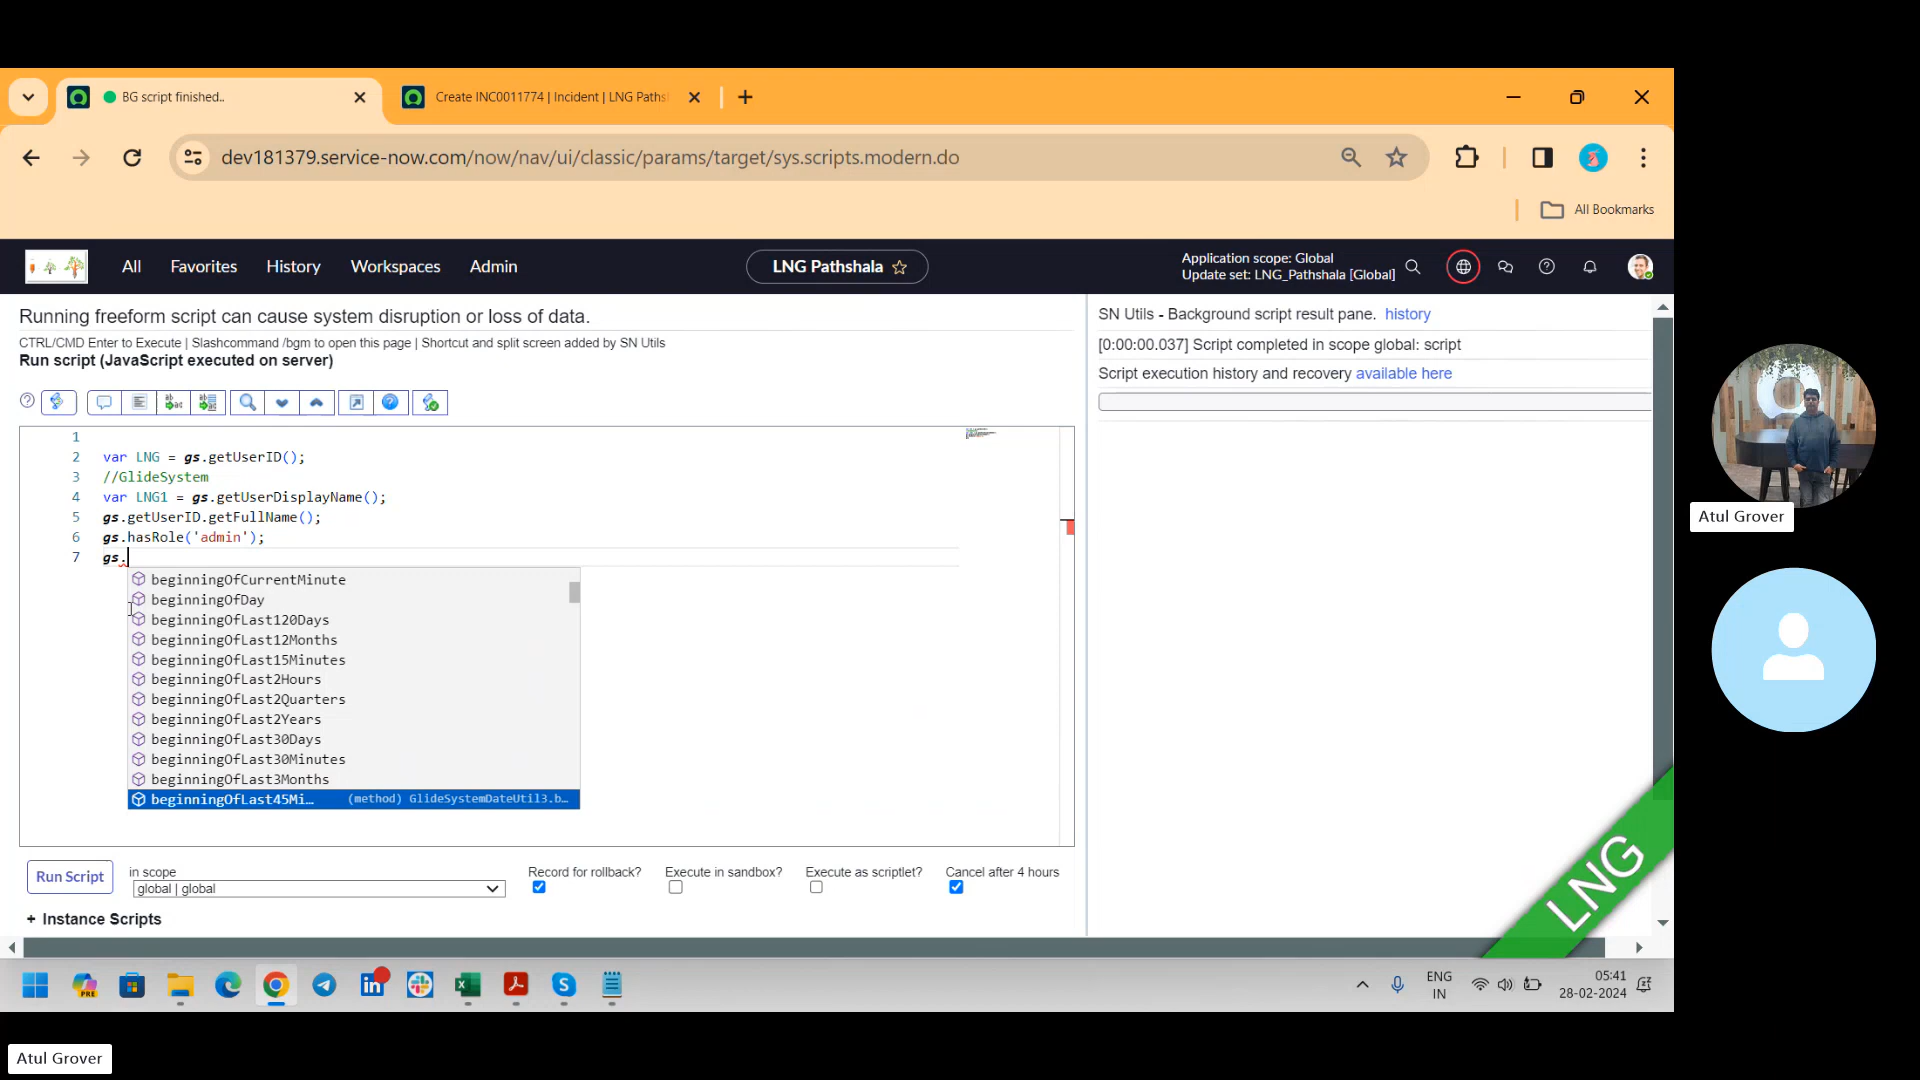 BG script finished..
Create INC0011774 | Incident | LNG Paths
dev181379.service-now.com/now/nav/ui/classic/params/target/sys.scripts.modern.do
All Bookmarks
All
Favorites
History
Workspaces
Admin
LNG Pathshala
Application scope: Global
Update set: LNG_Pathshala [Global]
Running freeform script can cause system disruption or loss of data.
CTRL/CMD Enter to Execute | Slashcommand /bgm to open this page | Shortcut and split screen added by SN Utils
Run script (JavaScript executed on server)
1
2 var LNG = gs.getUserID();
3 //GlideSystem
4 var LNG1 = gs.getUserDisplayName();
5 gs.getUserID.getFullName();
6 gs.hasRole('admin');
7 gs.
beginningOfCurrentMinute
beginningOfDay
beginningOfLast120Days
beginningOfLast12Months
beginningOfLast15Minutes
beginningOfLast2Hours
beginningOfLast2Quarters
beginningOfLast2Years
beginningOfLast30Days
beginningOfLast30Minutes
beginningOfLast3Months
beginningOfLast45Mi… (method) GlideSystemDateUtil3.b…
Run Script
in scope
global | global
Record for rollback?
Execute in sandbox?
Execute as scriptlet?
Cancel after 4 hours
+ Instance Scripts
SN Utils - Background script result pane. history
[0:00:00.037] Script completed in scope global: script
Script execution history and recovery available here
LNG
PRE
ENG
IN
05:41
28-02-2024
Atul Grover
Atul Grover